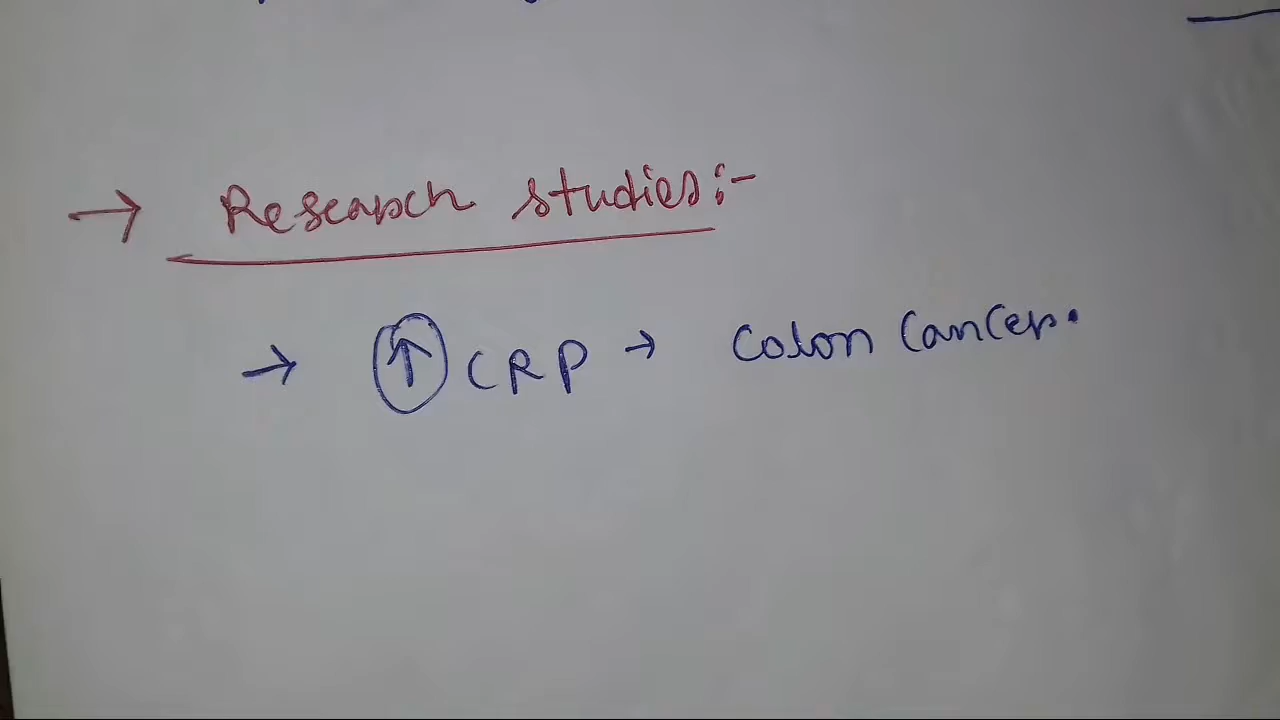 → Research studies:-
→ ↑ CRP → Colon Cancer.